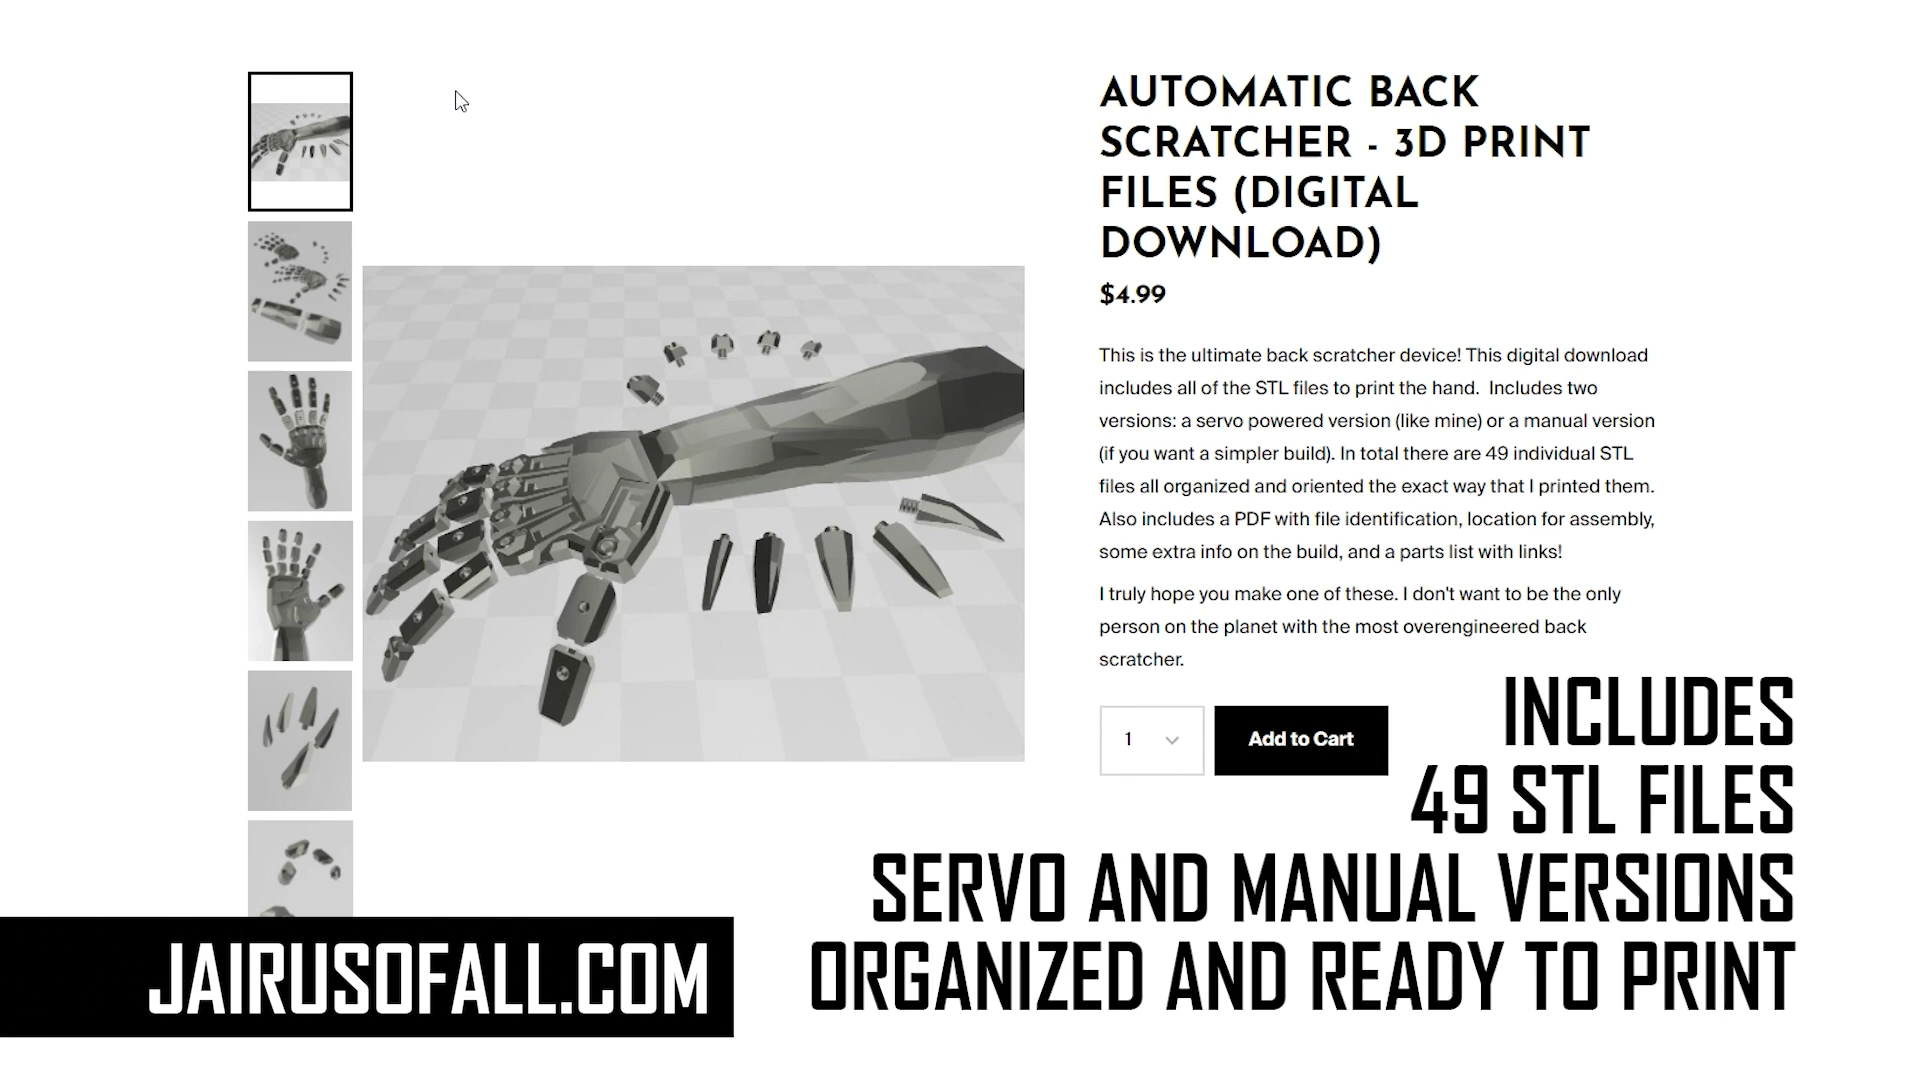 AUTOMATIC BACK
SCRATCHER - 3D PRINT
FILES (DIGITAL
DOWNLOAD)
$4.99
This is the ultimate back scratcher device! This digital download
includes all of the STL files to print the hand. Includes two
versions: a servo powered version (like mine) or a manual version
(if you want a simpler build). In total there are 49 individual STL
files all organized and oriented the exact way that I printed them.
Also includes a PDF with file identification, location for assembly,
some extra info on the build, and a parts list with links!
I truly hope you make one of these. I don't want to be the only
person on the planet with the most overengineered back
scratcher.
1
Add to Cart
INCLUDES
49 STL FILES
SERVO AND MANUAL VERSIONS
ORGANIZED AND READY TO PRINT
JAIRUSOFALL.COM